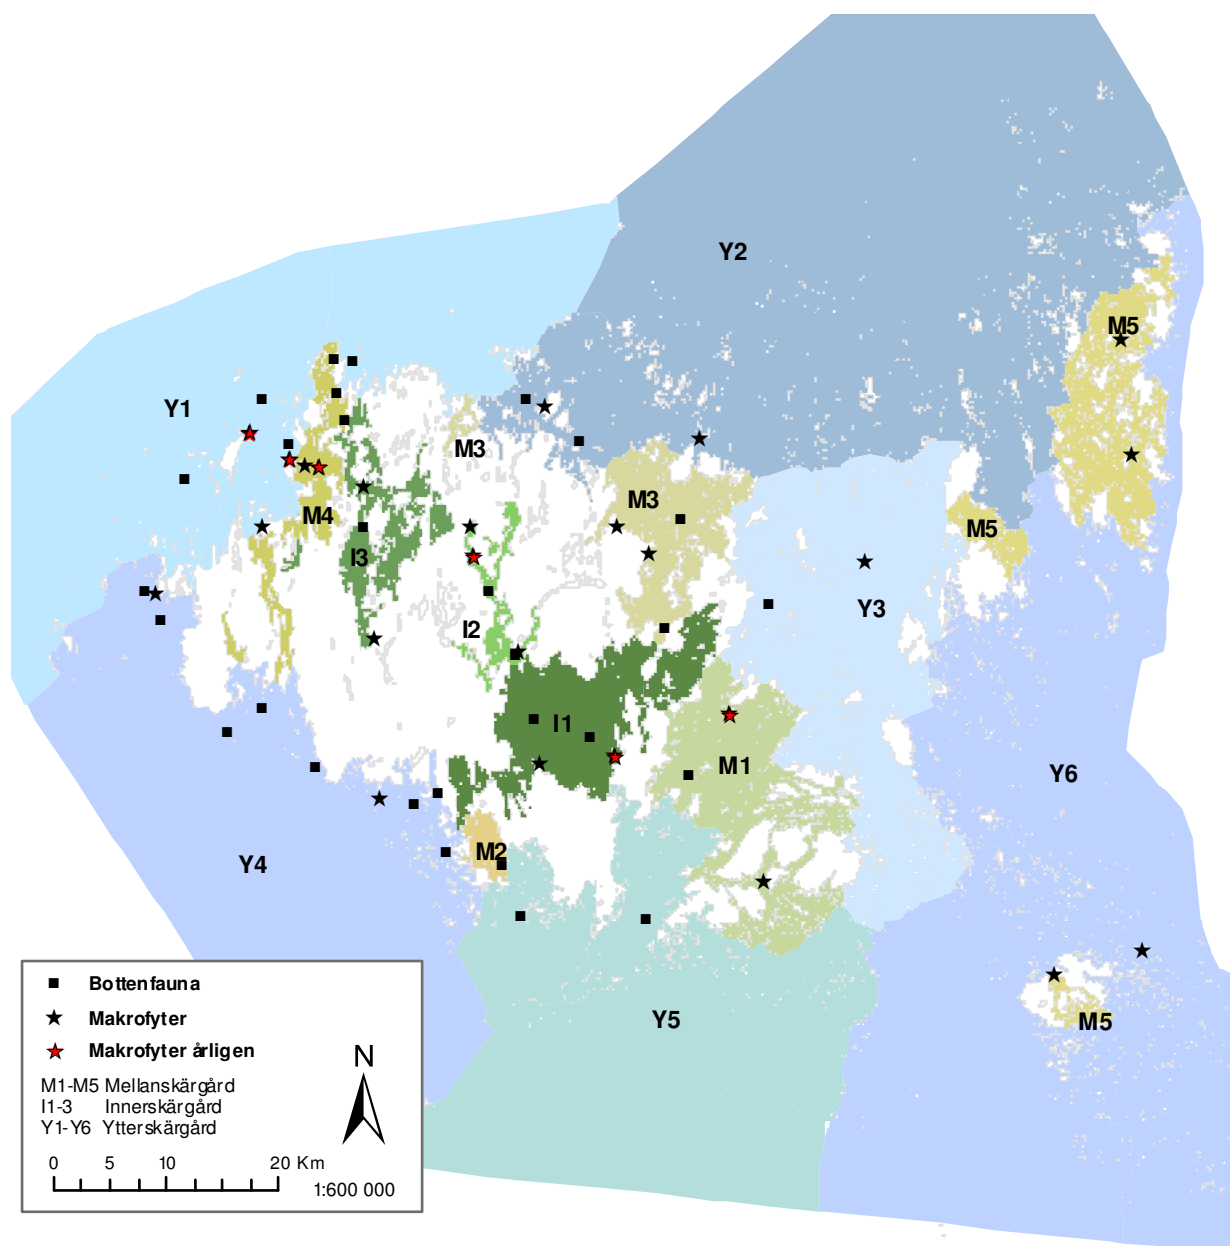 Y2
M5
Y1
M3
M3
M4
M5
I3
Y3
I2
I1
M1
Y6
M2
Y4
Y5
M5
Bottenfauna
Makrofyter
Makrofyter årligen
N
M1-M5 Mellanskärgård
I1-3 Innerskärgård
Y1-Y6 Ytterskärgård
0 5 10 20 Km
1:600 000